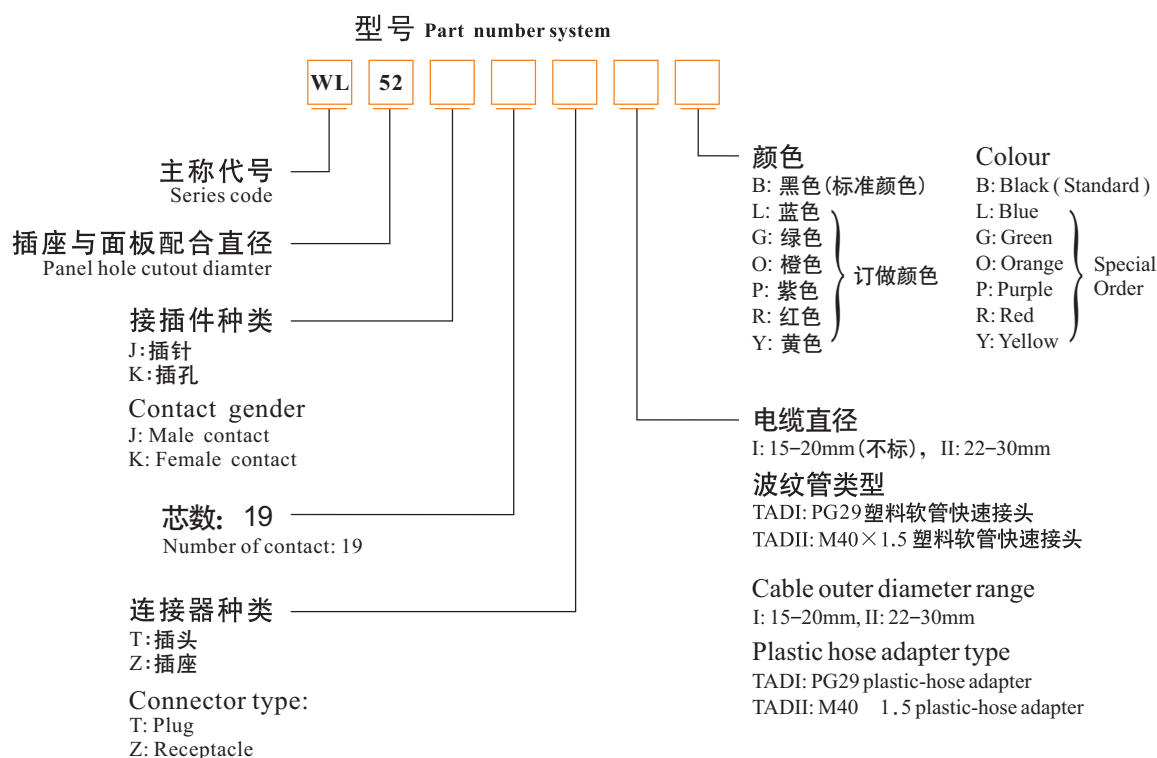 型号 Part number system
WL 52
主称代号
Series code
插座与面板配合直径
Panel hole cutout diamter
接插件种类
J:插针
K:插孔
Contact gender
J: Male contact
K: Female contact
芯数: 19
Number of contact: 19
连接器种类
T:插头
Z:插座
Connector type:
T: Plug
Z: Receptacle
颜色
B: 黑色(标准颜色)
L: 蓝色
G: 绿色
O: 橙色
P: 紫色
R: 红色
Y: 黄色
订做颜色
Colour
B: Black ( Standard )
L: Blue
G: Green
O: Orange
P: Purple
R: Red
Y: Yellow
Special
Order
电缆直径
I: 15-20mm(不标), II: 22-30mm
波纹管类型
TADI: PG29塑料软管快速接头
TADII: M40×1.5 塑料软管快速接头
Cable outer diameter range
I: 15-20mm, II: 22-30mm
Plastic hose adapter type
TADI: PG29 plastic-hose adapter
TADII: M40 1.5 plastic-hose adapter